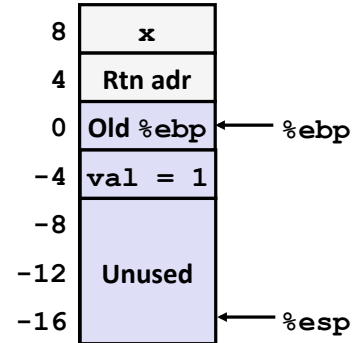 8 x
4 Rtn adr
0 Old %ebp %ebp
-4 val = 1
-8
-12 Unused
-16 %esp